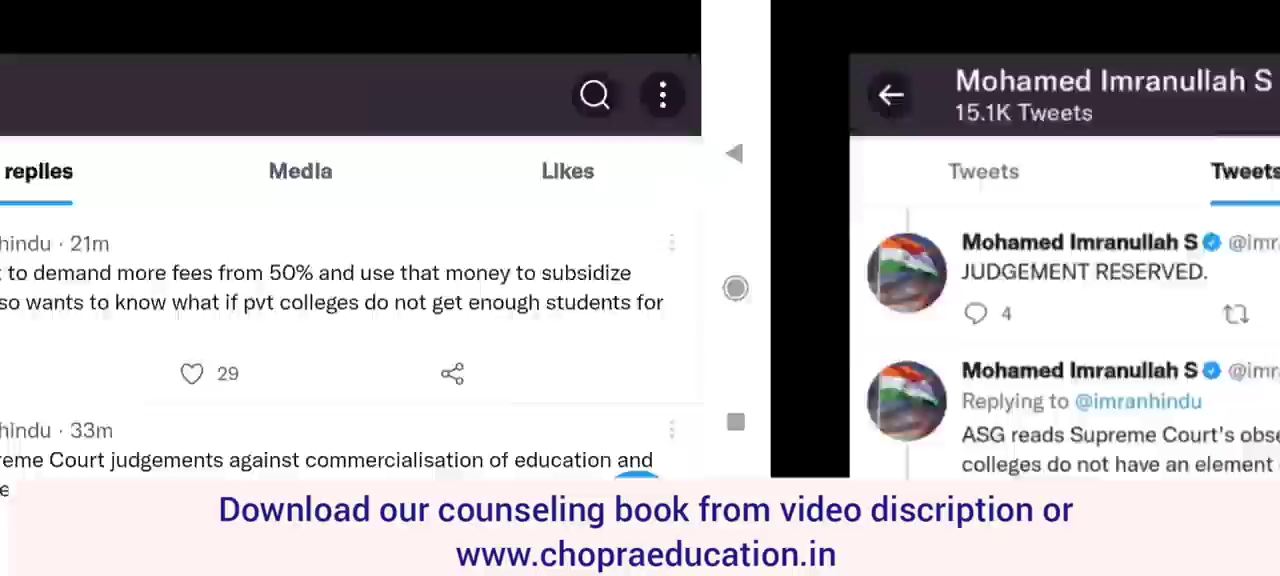 replies
Media
Likes
hindu · 21m
to demand more fees from 50% and use that money to subsidize
so wants to know what if pvt colleges do not get enough students for
29
hindu · 33m
reme Court judgements against commercialisation of education and
e
Mohamed Imranullah S
15.1K Tweets
Tweets
Tweets
Mohamed Imranullah S @imr
JUDGEMENT RESERVED.
4
Mohamed Imranullah S @imr
Replying to @imranhindu
ASG reads Supreme Court's obse
colleges do not have an element
Download our counseling book from video discription or
www.chopraeducation.in